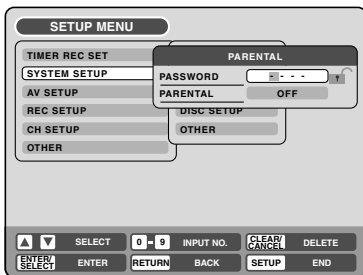 SETUP MENU
TIMER REC SET
SYSTEM SETUP
AV SETUP
REC SETUP
CH SETUP
OTHER
PARENTAL
PASSWORD - - - -
PARENTAL OFF
DISC SETUP
OTHER
▲ ▼ SELECT 0 - 9 INPUT NO. CLEAR/CANCEL DELETE
ENTER/SELECT ENTER RETURN BACK SETUP END